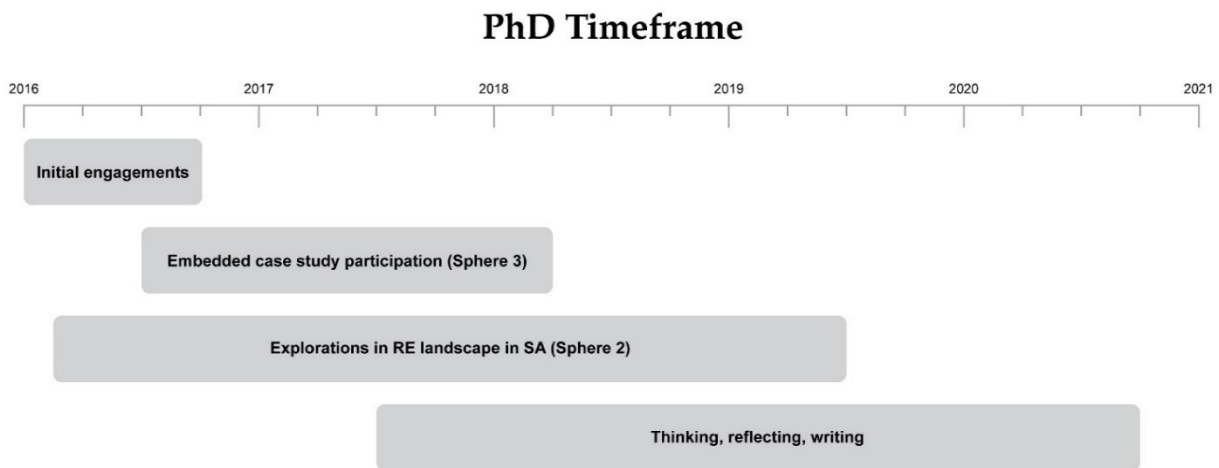 PhD Timeframe
2016 2017 2018 2019 2020 2021
Initial engagements
Embedded case study participation (Sphere 3)
Explorations in RE landscape in SA (Sphere 2)
Thinking, reflecting, writing